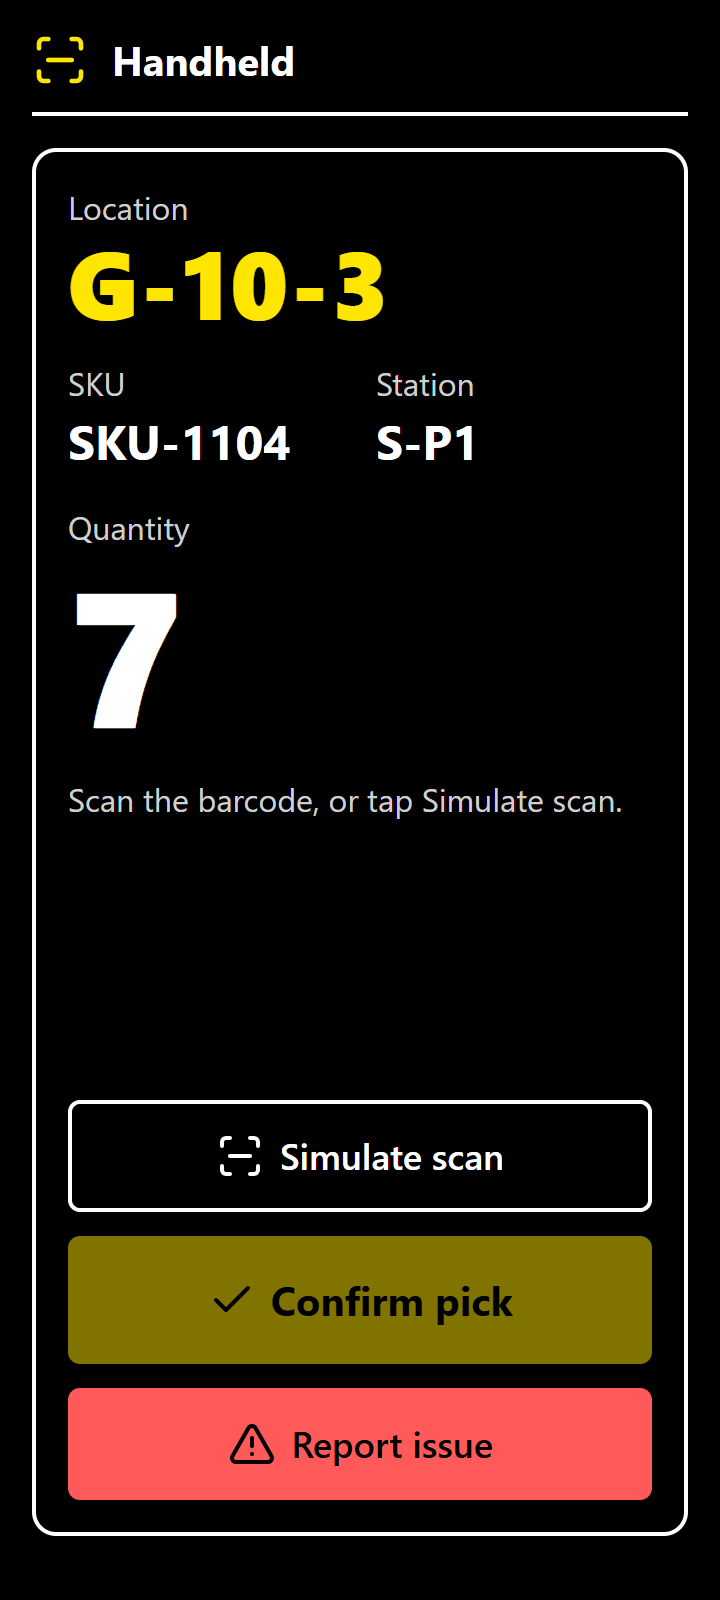 Handheld
Location
G-10-3
SKU
Station
SKU-1104
S-P1
Quantity
7
Scan the barcode, or tap Simulate scan.
Simulate scan
Confirm pick
Report issue